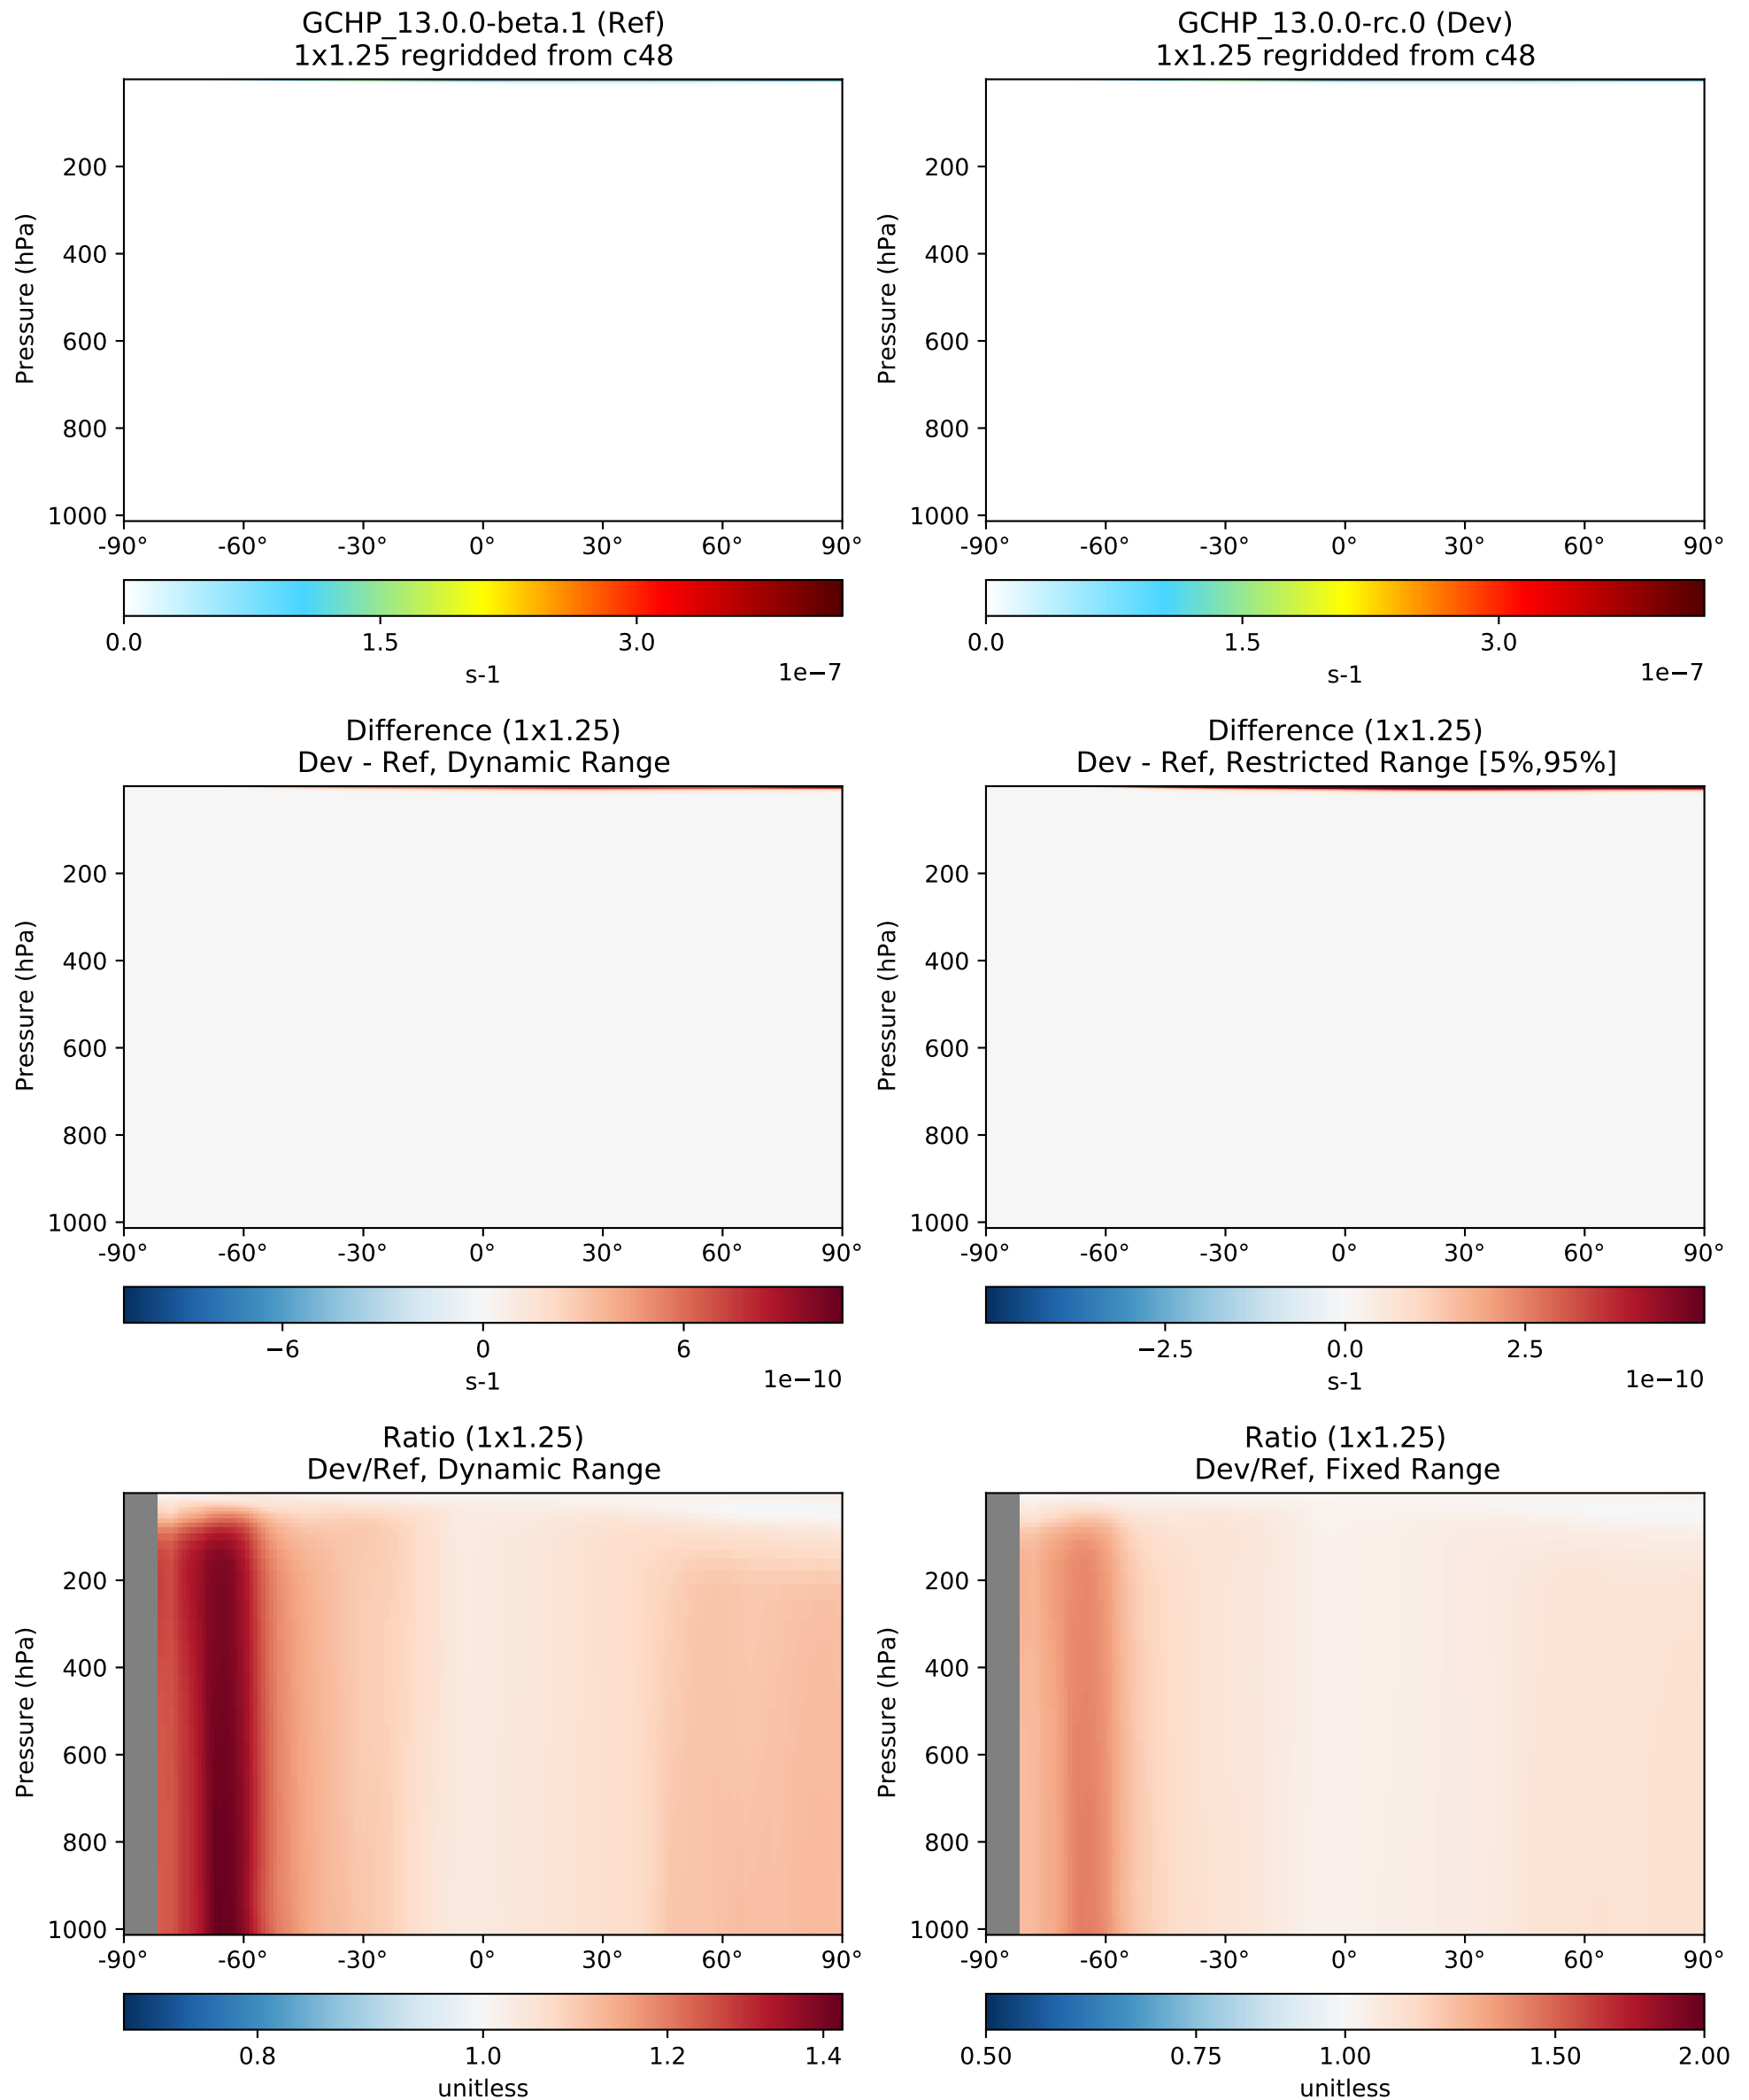 GCHP_13.0.0-beta.1 (Ref)
1x1.25 regridded from c48
Pressure (hPa)
200
400
600
800
1000
-90° -60° -30° 0° 30° 60° 90°
0.0 1.5 3.0
s-1
1e−7
GCHP_13.0.0-rc.0 (Dev)
1x1.25 regridded from c48
Pressure (hPa)
200
400
600
800
1000
-90° -60° -30° 0° 30° 60° 90°
0.0 1.5 3.0
s-1
1e−7
Difference (1x1.25)
Dev - Ref, Dynamic Range
Pressure (hPa)
200
400
600
800
1000
-90° -60° -30° 0° 30° 60° 90°
−6 0 6
s-1
1e−10
Difference (1x1.25)
Dev - Ref, Restricted Range [5%,95%]
Pressure (hPa)
200
400
600
800
1000
-90° -60° -30° 0° 30° 60° 90°
−2.5 0.0 2.5
s-1
1e−10
Ratio (1x1.25)
Dev/Ref, Dynamic Range
Pressure (hPa)
200
400
600
800
1000
-90° -60° -30° 0° 30° 60° 90°
0.8 1.0 1.2 1.4
unitless
Ratio (1x1.25)
Dev/Ref, Fixed Range
Pressure (hPa)
200
400
600
800
1000
-90° -60° -30° 0° 30° 60° 90°
0.50 0.75 1.00 1.50 2.00
unitless